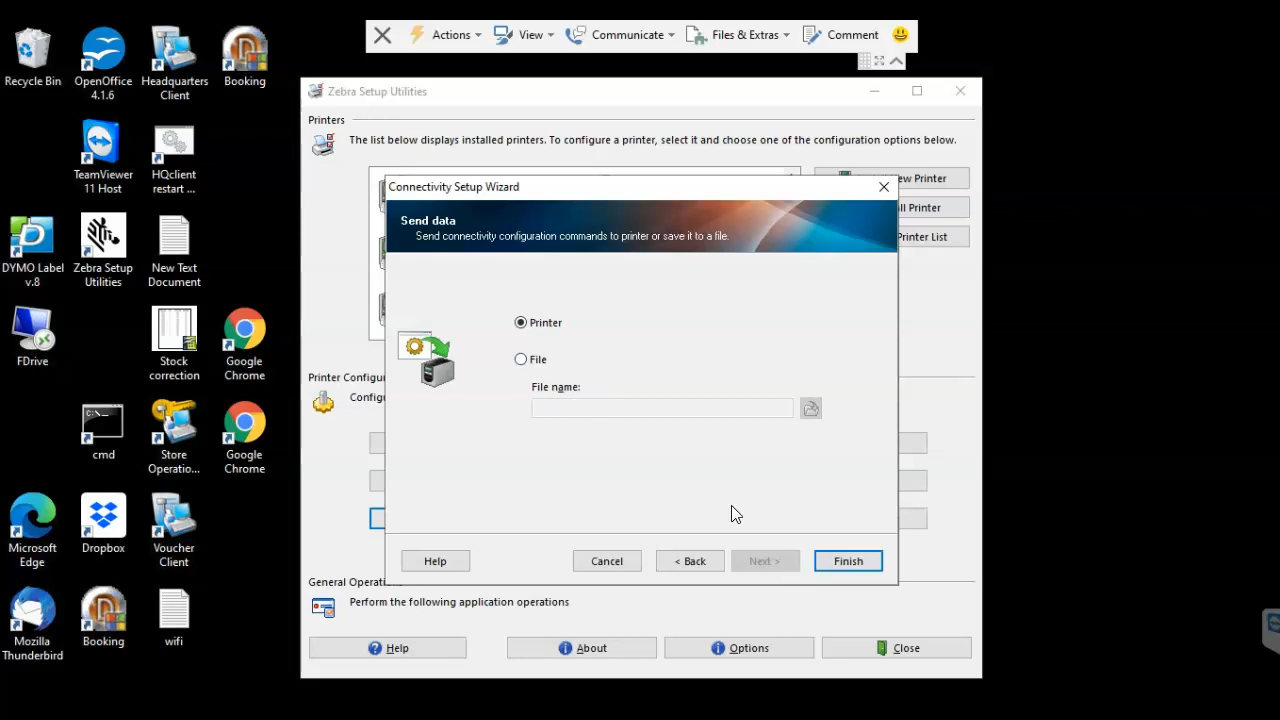 Actions
View
Communicate
Files & Extras
Comment
Recycle Bin
OpenOffice
4.1.6
Headquarters
Client
Booking
TeamViewer
11 Host
HQclient
restart ...
DYMO Label
v.8
Zebra Setup
Utilities
New Text
Document
FDrive
Stock
correction
Google
Chrome
cmd
Store
Operatio...
Google
Chrome
Microsoft
Edge
Dropbox
Voucher
Client
Mozilla
Thunderbird
Booking
wifi
Zebra Setup Utilities
Printers
The list below displays installed printers. To configure a printer, select it and choose one of the configuration options below.
Printer
Printer
Printer List
Connectivity Setup Wizard
Send data
Send connectivity configuration commands to printer or save it to a file.
Printer
File
File name:
Help
Cancel
< Back
Next >
Finish
Printer
General
Perform the following application operations
Help
About
Options
Close